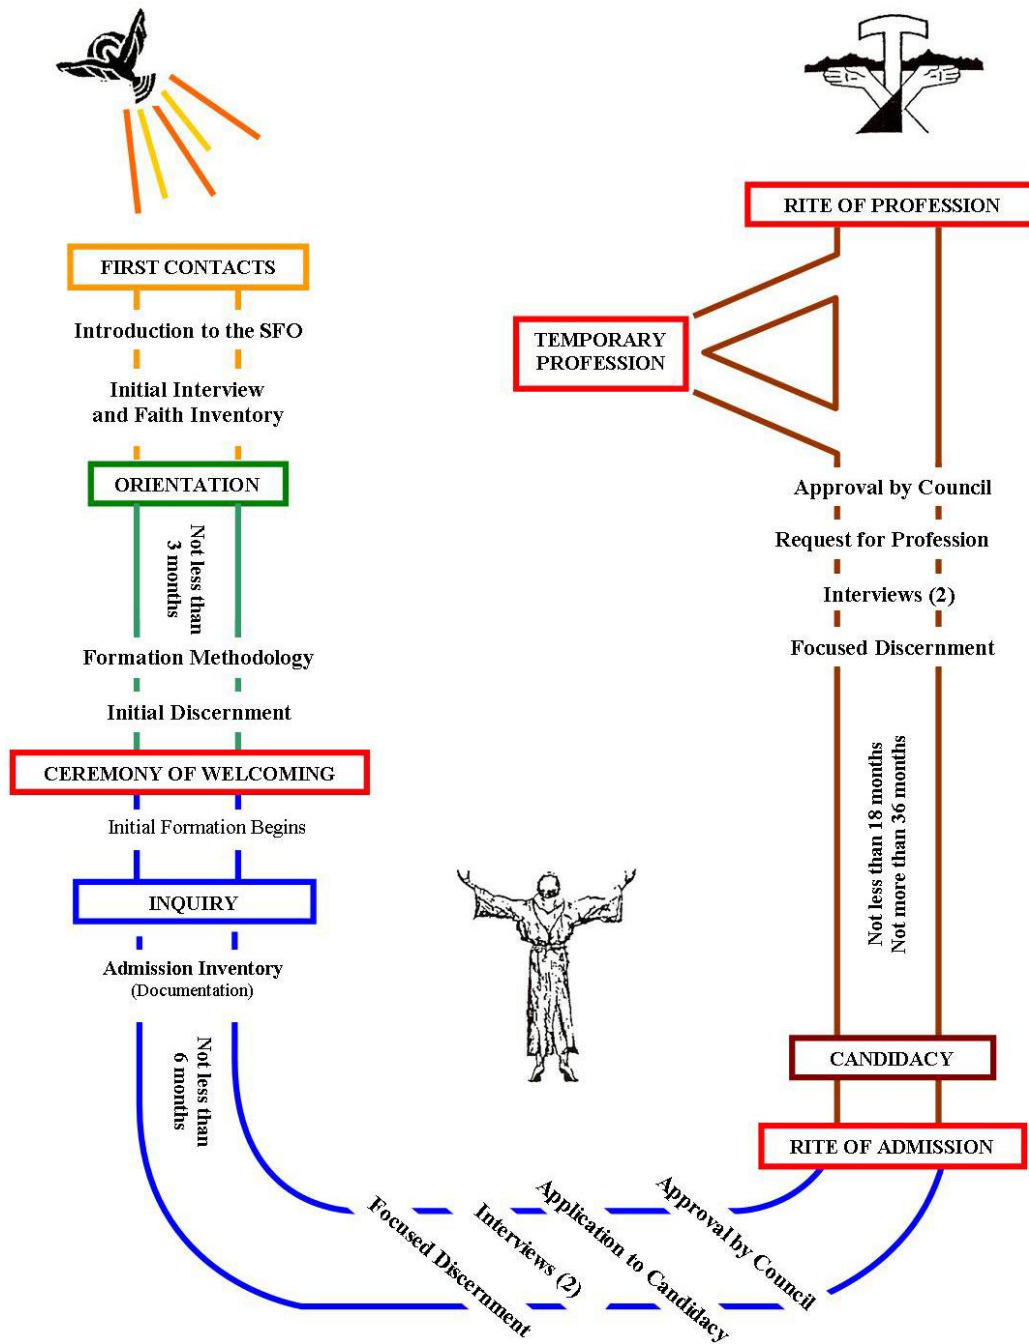 FIRST CONTACTS
Introduction to the SFO
Initial Interview
and Faith Inventory
ORIENTATION
Not less than
3 months
Formation Methodology
Initial Discernment
CEREMONY OF WELCOMING
Initial Formation Begins
INQUIRY
Admission Inventory
(Documentation)
Not less than
6 months
Focused Discernment
Interviews (2)
Application to Candidacy
Approval by Council
RITE OF ADMISSION
CANDIDACY
Not less than 18 months
Not more than 36 months
Focused Discernment
Interviews (2)
Request for Profession
Approval by Council
TEMPORARY
PROFESSION
RITE OF PROFESSION